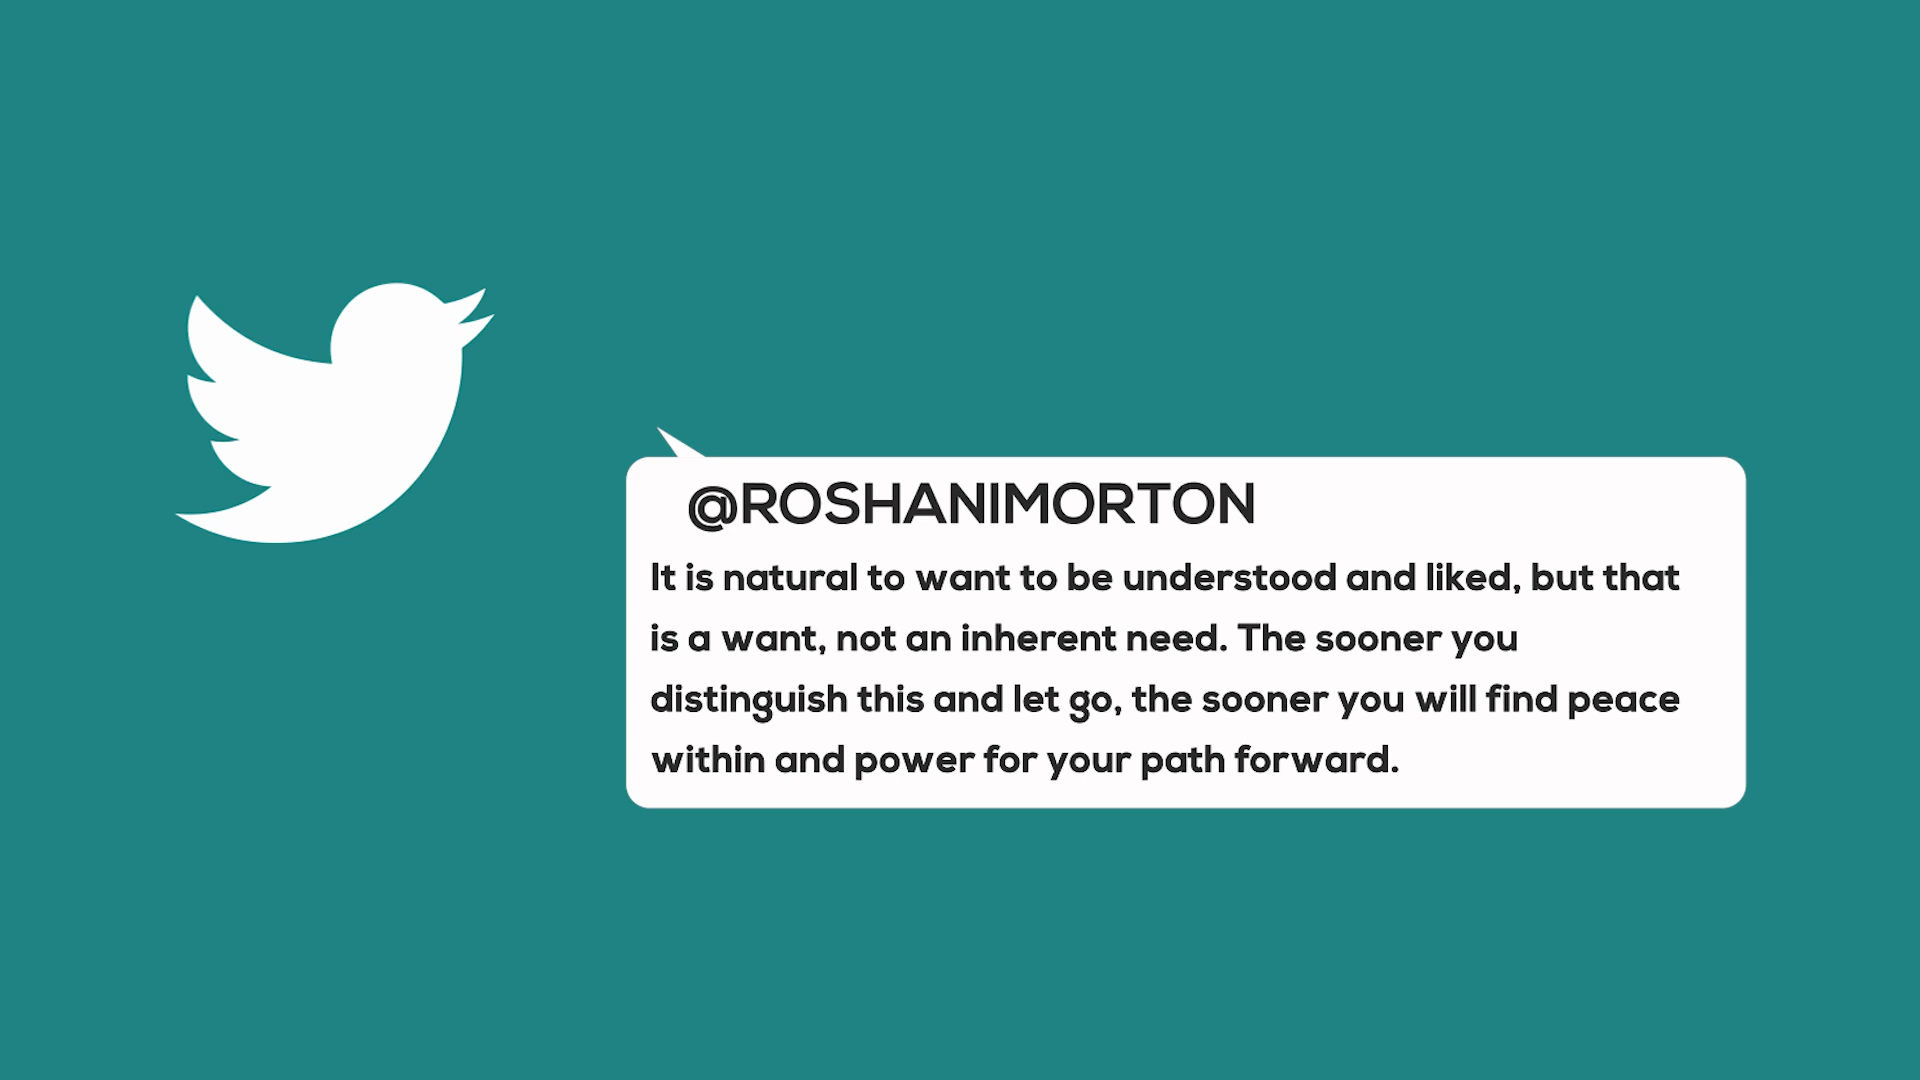 @ROSHANIMORTON
It is natural to want to be understood and liked, but that
is a want, not an inherent need. The sooner you
distinguish this and let go, the sooner you will find peace
within and power for your path forward.